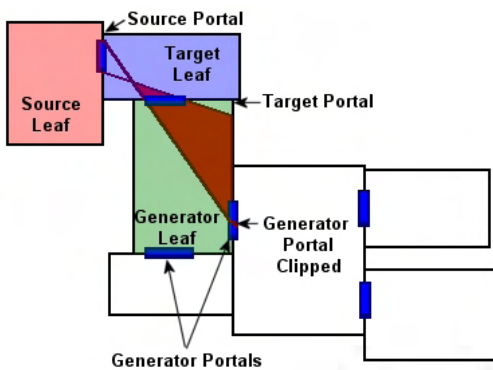 Source Portal
Target
Leaf
Source
Leaf
Target Portal
Generator
Leaf
Generator
Portal
Clipped
Generator Portals